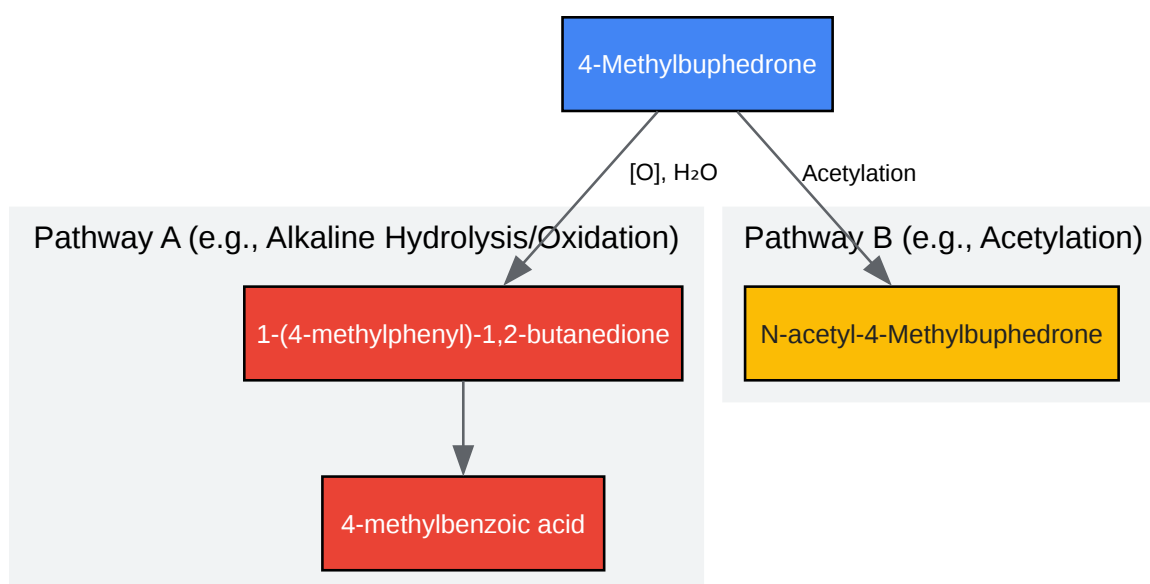 4-Methylbuphedrone
[O], H₂O
Acetylation
Pathway A (e.g., Alkaline Hydrolysis/Oxidation)
Pathway B (e.g., Acetylation)
1-(4-methylphenyl)-1,2-butanedione
N-acetyl-4-Methylbuphedrone
4-methylbenzoic acid